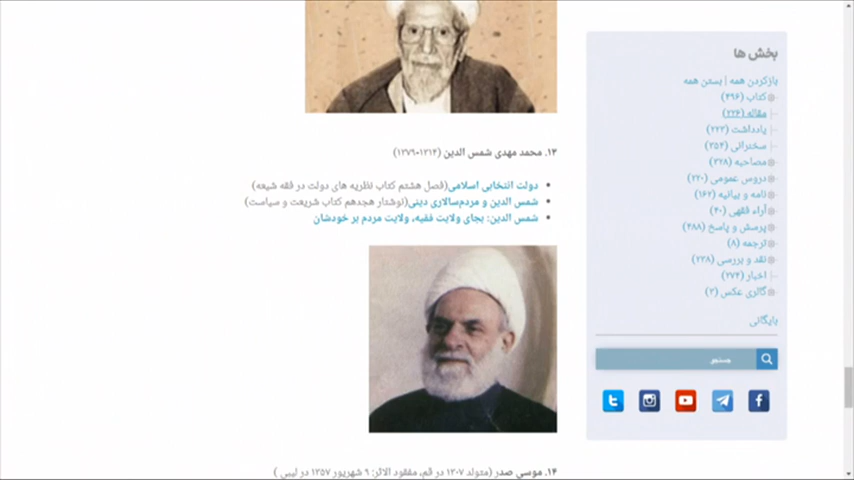 ۱۳. محمد مهدی شمس الدین (۱۳۱۴-۱۳۷۹)
دولت انتخابی اسلامی(فصل هشتم کتاب نظریه های دولت در فقه شیعه)
شمس الدین و مردم‌سالاری دینی(نوشتار هجدهم کتاب شریعت و سیاست)
شمس الدین: بجای ولایت فقیه، ولایت مردم بر خودشان
۱۴. موسی صدر (متولد ۱۳۰۷ در قم، مفقود الاثر: ۹ شهریور ۱۳۵۷ در لیبی )
بخش ها
بازکردن همه | بستن همه
کتاب (۴۹۶)
مقاله (۲۲۶)
یادداشت (۲۲۳)
سخنرانی (۳۵۴)
مصاحبه (۳۲۸)
دروس عمومی (۲۲۰)
نامه و بیانیه (۱۶۲)
آراء فقهی (۴۰)
پرسش و پاسخ (۴۸۸)
ترجمه (۸)
نقد و بررسی (۲۳۸)
اخبار (۲۷۴)
گالری عکس (۳)
بایگانی
جستجو